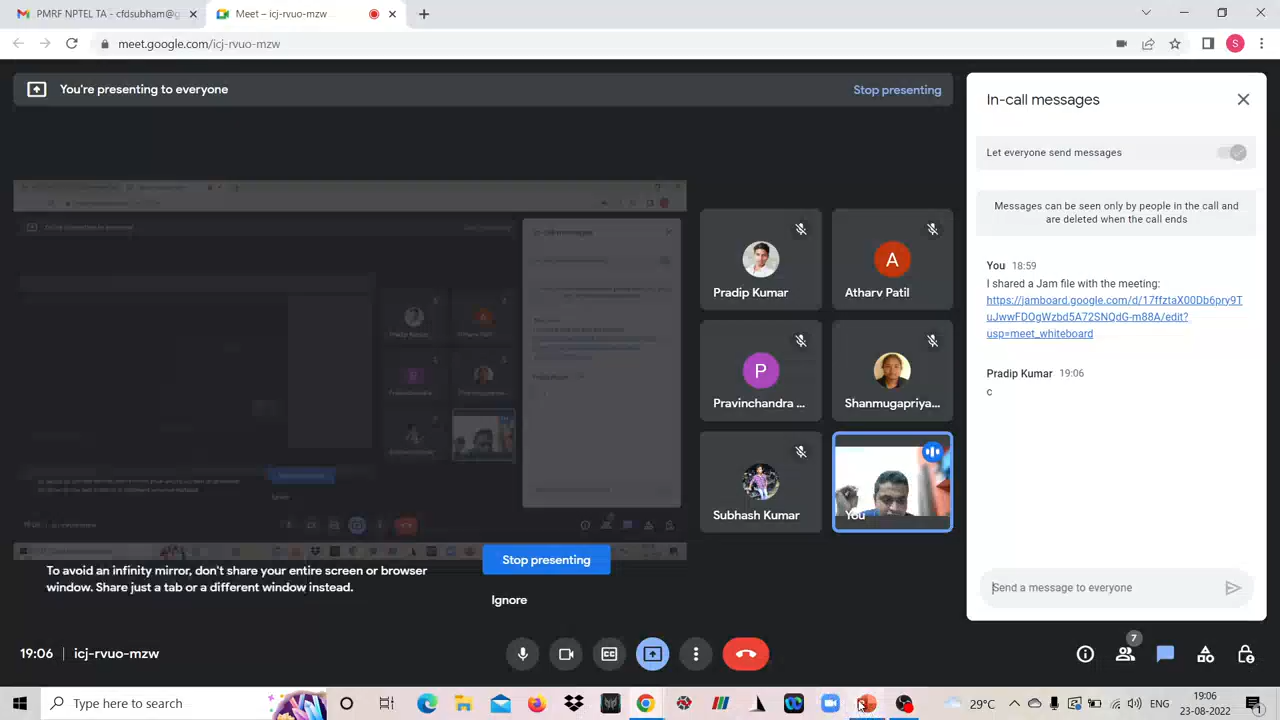 PMRF NPTEL TA - cfdsubham@g
Meet – icj-rvuo-mzw
meet.google.com/icj-rvuo-mzw
S
You're presenting to everyone
Stop presenting
In-call messages
Let everyone send messages
Messages can be seen only by people in the call and
are deleted when the call ends
You 18:59
I shared a Jam file with the meeting:
https://jamboard.google.com/d/17ffztaX00Db6pry9T
uJwwFDOgWzbd5A72SNQdG-m88A/edit?
usp=meet_whiteboard
Pradip Kumar 19:06
c
Pradip Kumar
A
Atharv Patil
P
Pravinchandra ...
Shanmugapriya...
Subhash Kumar
You
To avoid an infinity mirror, don't share your entire screen or browser
window. Share just a tab or a different window instead.
Stop presenting
Ignore
Send a message to everyone
19:06 | icj-rvuo-mzw
7
Type here to search
29°C
ENG
19:06
23-08-2022
1